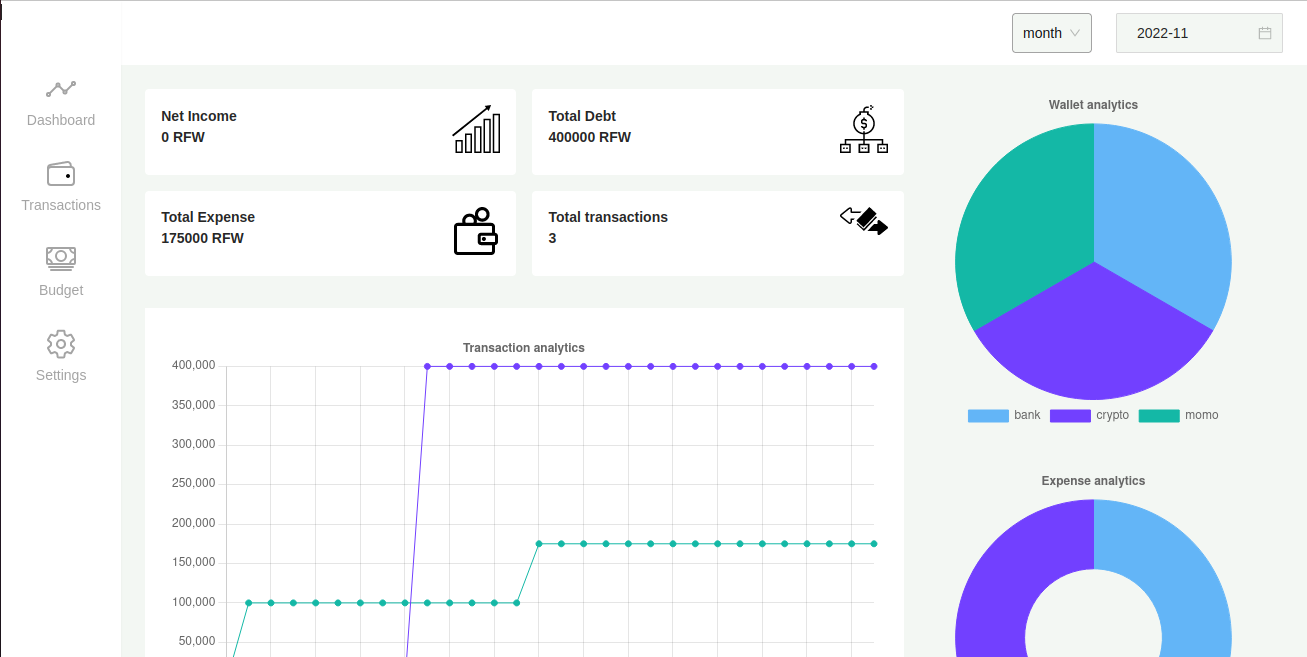 month
2022-11
Dashboard
Transactions
Budget
Settings
Net Income
0 RFW
Total Debt
400000 RFW
Total Expense
175000 RFW
Total transactions
3
Transaction analytics
400,000
350,000
300,000
250,000
200,000
150,000
100,000
50,000
Wallet analytics
bank crypto momo
Expense analytics